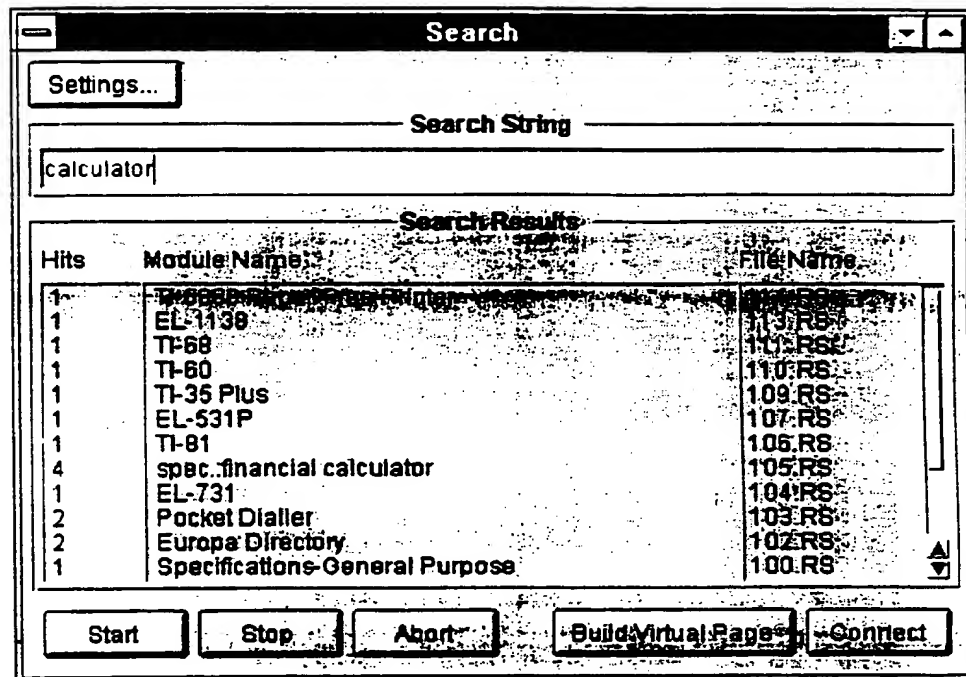 Search
Settings...
Search String
calculator
Search Results
Hits Module Name File Name
1
1 EL-1138 113.RS
1 TI-68 111.RS
1 TI-60 110.RS
1 TI-35 Plus 109.RS
1 EL-531P 107.RS
1 TI-81 106.RS
4 spec. financial calculator 105.RS
1 EL-731 104.RS
2 Pocket Dialler 103.RS
2 Europa Directory 102.RS
1 Specifications-General Purpose 100.RS
Start Stop Abort Build Virtual Page Connect